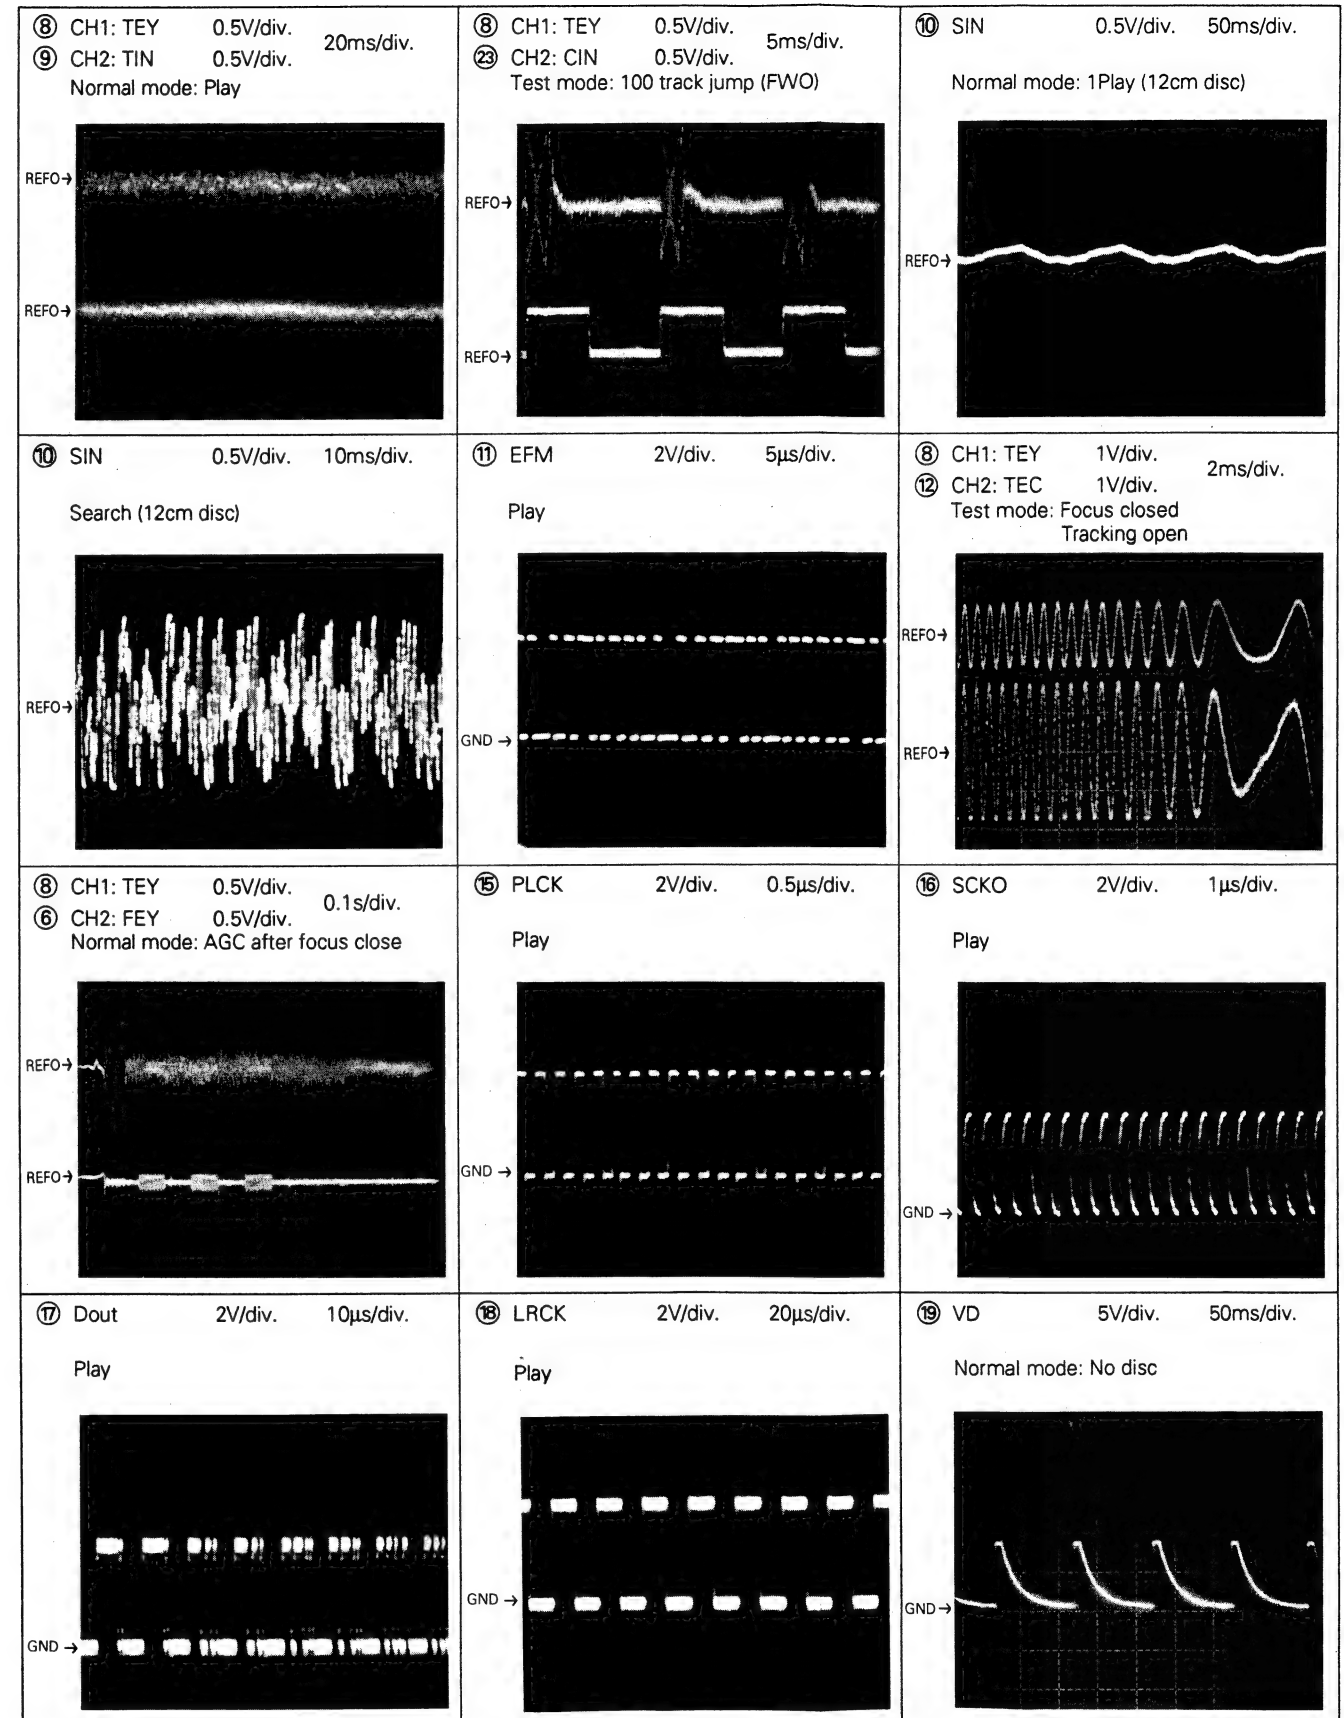 ⑧ CH1: TEY 0.5V/div. 20ms/div.
⑨ CH2: TIN 0.5V/div.
Normal mode: Play
REFO→
REFO→
⑧ CH1: TEY 0.5V/div. 5ms/div.
㉓ CH2: CIN 0.5V/div.
Test mode: 100 track jump (FWO)
REFO→
REFO→
⑩ SIN 0.5V/div. 50ms/div.
Normal mode: 1Play (12cm disc)
REFO→
⑩ SIN 0.5V/div. 10ms/div.
Search (12cm disc)
REFO→
⑪ EFM 2V/div. 5µs/div.
Play
GND →
⑧ CH1: TEY 1V/div. 2ms/div.
⑫ CH2: TEC 1V/div.
Test mode: Focus closed
Tracking open
REFO→
REFO→
⑧ CH1: TEY 0.5V/div. 0.1s/div.
⑥ CH2: FEY 0.5V/div.
Normal mode: AGC after focus close
REFO→
REFO→
⑮ PLCK 2V/div. 0.5µs/div.
Play
GND →
⑯ SCKO 2V/div. 1µs/div.
Play
GND →
⑰ Dout 2V/div. 10µs/div.
Play
GND →
⑱ LRCK 2V/div. 20µs/div.
Play
GND →
⑲ VD 5V/div. 50ms/div.
Normal mode: No disc
GND→